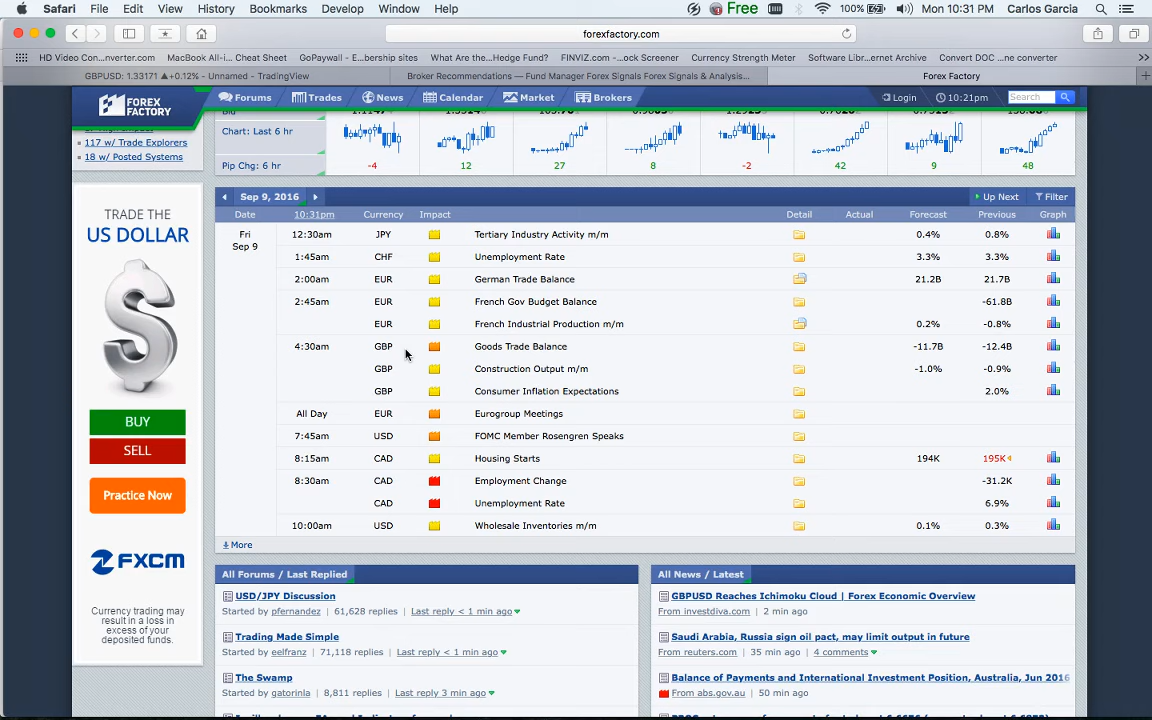 Safari File Edit View History Bookmarks Develop Window Help Free 100% Mon 10:31 PM Carlos Garcia
forexfactory.com
HD Video Con...nverter.com MacBook All-i... Cheat Sheet GoPaywall - E...bership sites What Are the...Hedge Fund? FINVIZ.com -...ock Screener Currency Strength Meter Software Libr...ernet Archive Convert DOC ...ne converter
GBPUSD: 1.33171 ▲+0.12% - Unnamed - TradingView Broker Recommendations — Fund Manager Forex Signals Forex Signals & Analysis... Forex Factory
FOREX FACTORY Forums Trades News Calendar Market Brokers Login 10:21pm Search
117 w/ Trade Explorers
18 w/ Posted Systems
Chart: Last 6 hr
Pip Chg: 6 hr -4 12 27 8 -2 42 9 48
Sep 9, 2016 Up Next Filter
Date 10:31pm Currency Impact Detail Actual Forecast Previous Graph
Fri Sep 9 12:30am JPY Tertiary Industry Activity m/m 0.4% 0.8%
1:45am CHF Unemployment Rate 3.3% 3.3%
2:00am EUR German Trade Balance 21.2B 21.7B
2:45am EUR French Gov Budget Balance -61.8B
EUR French Industrial Production m/m 0.2% -0.8%
4:30am GBP Goods Trade Balance -11.7B -12.4B
GBP Construction Output m/m -1.0% -0.9%
GBP Consumer Inflation Expectations 2.0%
All Day EUR Eurogroup Meetings
7:45am USD FOMC Member Rosengren Speaks
8:15am CAD Housing Starts 194K 195K
8:30am CAD Employment Change -31.2K
CAD Unemployment Rate 6.9%
10:00am USD Wholesale Inventories m/m 0.1% 0.3%
More
TRADE THE
US DOLLAR
BUY
SELL
Practice Now
FXCM
Currency trading may
result in a loss in
excess of your
deposited funds.
All Forums / Last Replied
USD/JPY Discussion
Started by pfernandez | 61,628 replies | Last reply < 1 min ago
Trading Made Simple
Started by eelfranz | 71,118 replies | Last reply < 1 min ago
The Swamp
Started by gatorinla | 8,811 replies | Last reply 3 min ago
All News / Latest
GBPUSD Reaches Ichimoku Cloud | Forex Economic Overview
From investdiva.com | 2 min ago
Saudi Arabia, Russia sign oil pact, may limit output in future
From reuters.com | 35 min ago | 4 comments
Balance of Payments and International Investment Position, Australia, Jun 2016
From abs.gov.au | 50 min ago